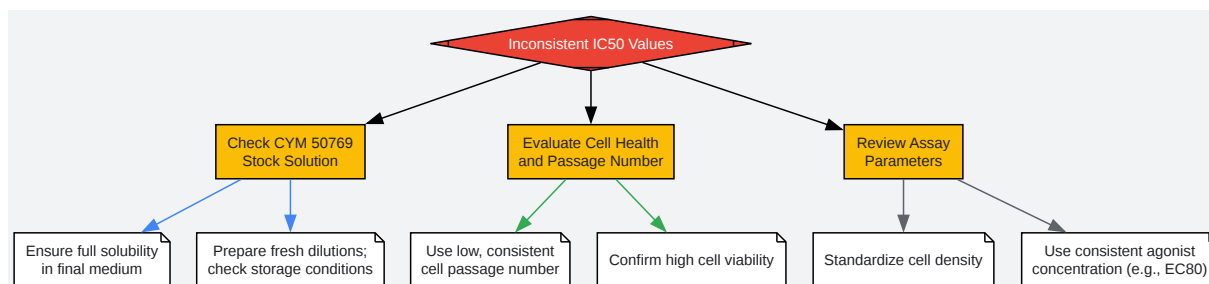 Inconsistent IC50 Values
Check CYM 50769
Stock Solution
Evaluate Cell Health
and Passage Number
Review Assay
Parameters
Ensure full solubility
in final medium
Prepare fresh dilutions;
check storage conditions
Use low, consistent
cell passage number
Confirm high cell viability
Standardize cell density
Use consistent agonist
concentration (e.g., EC80)